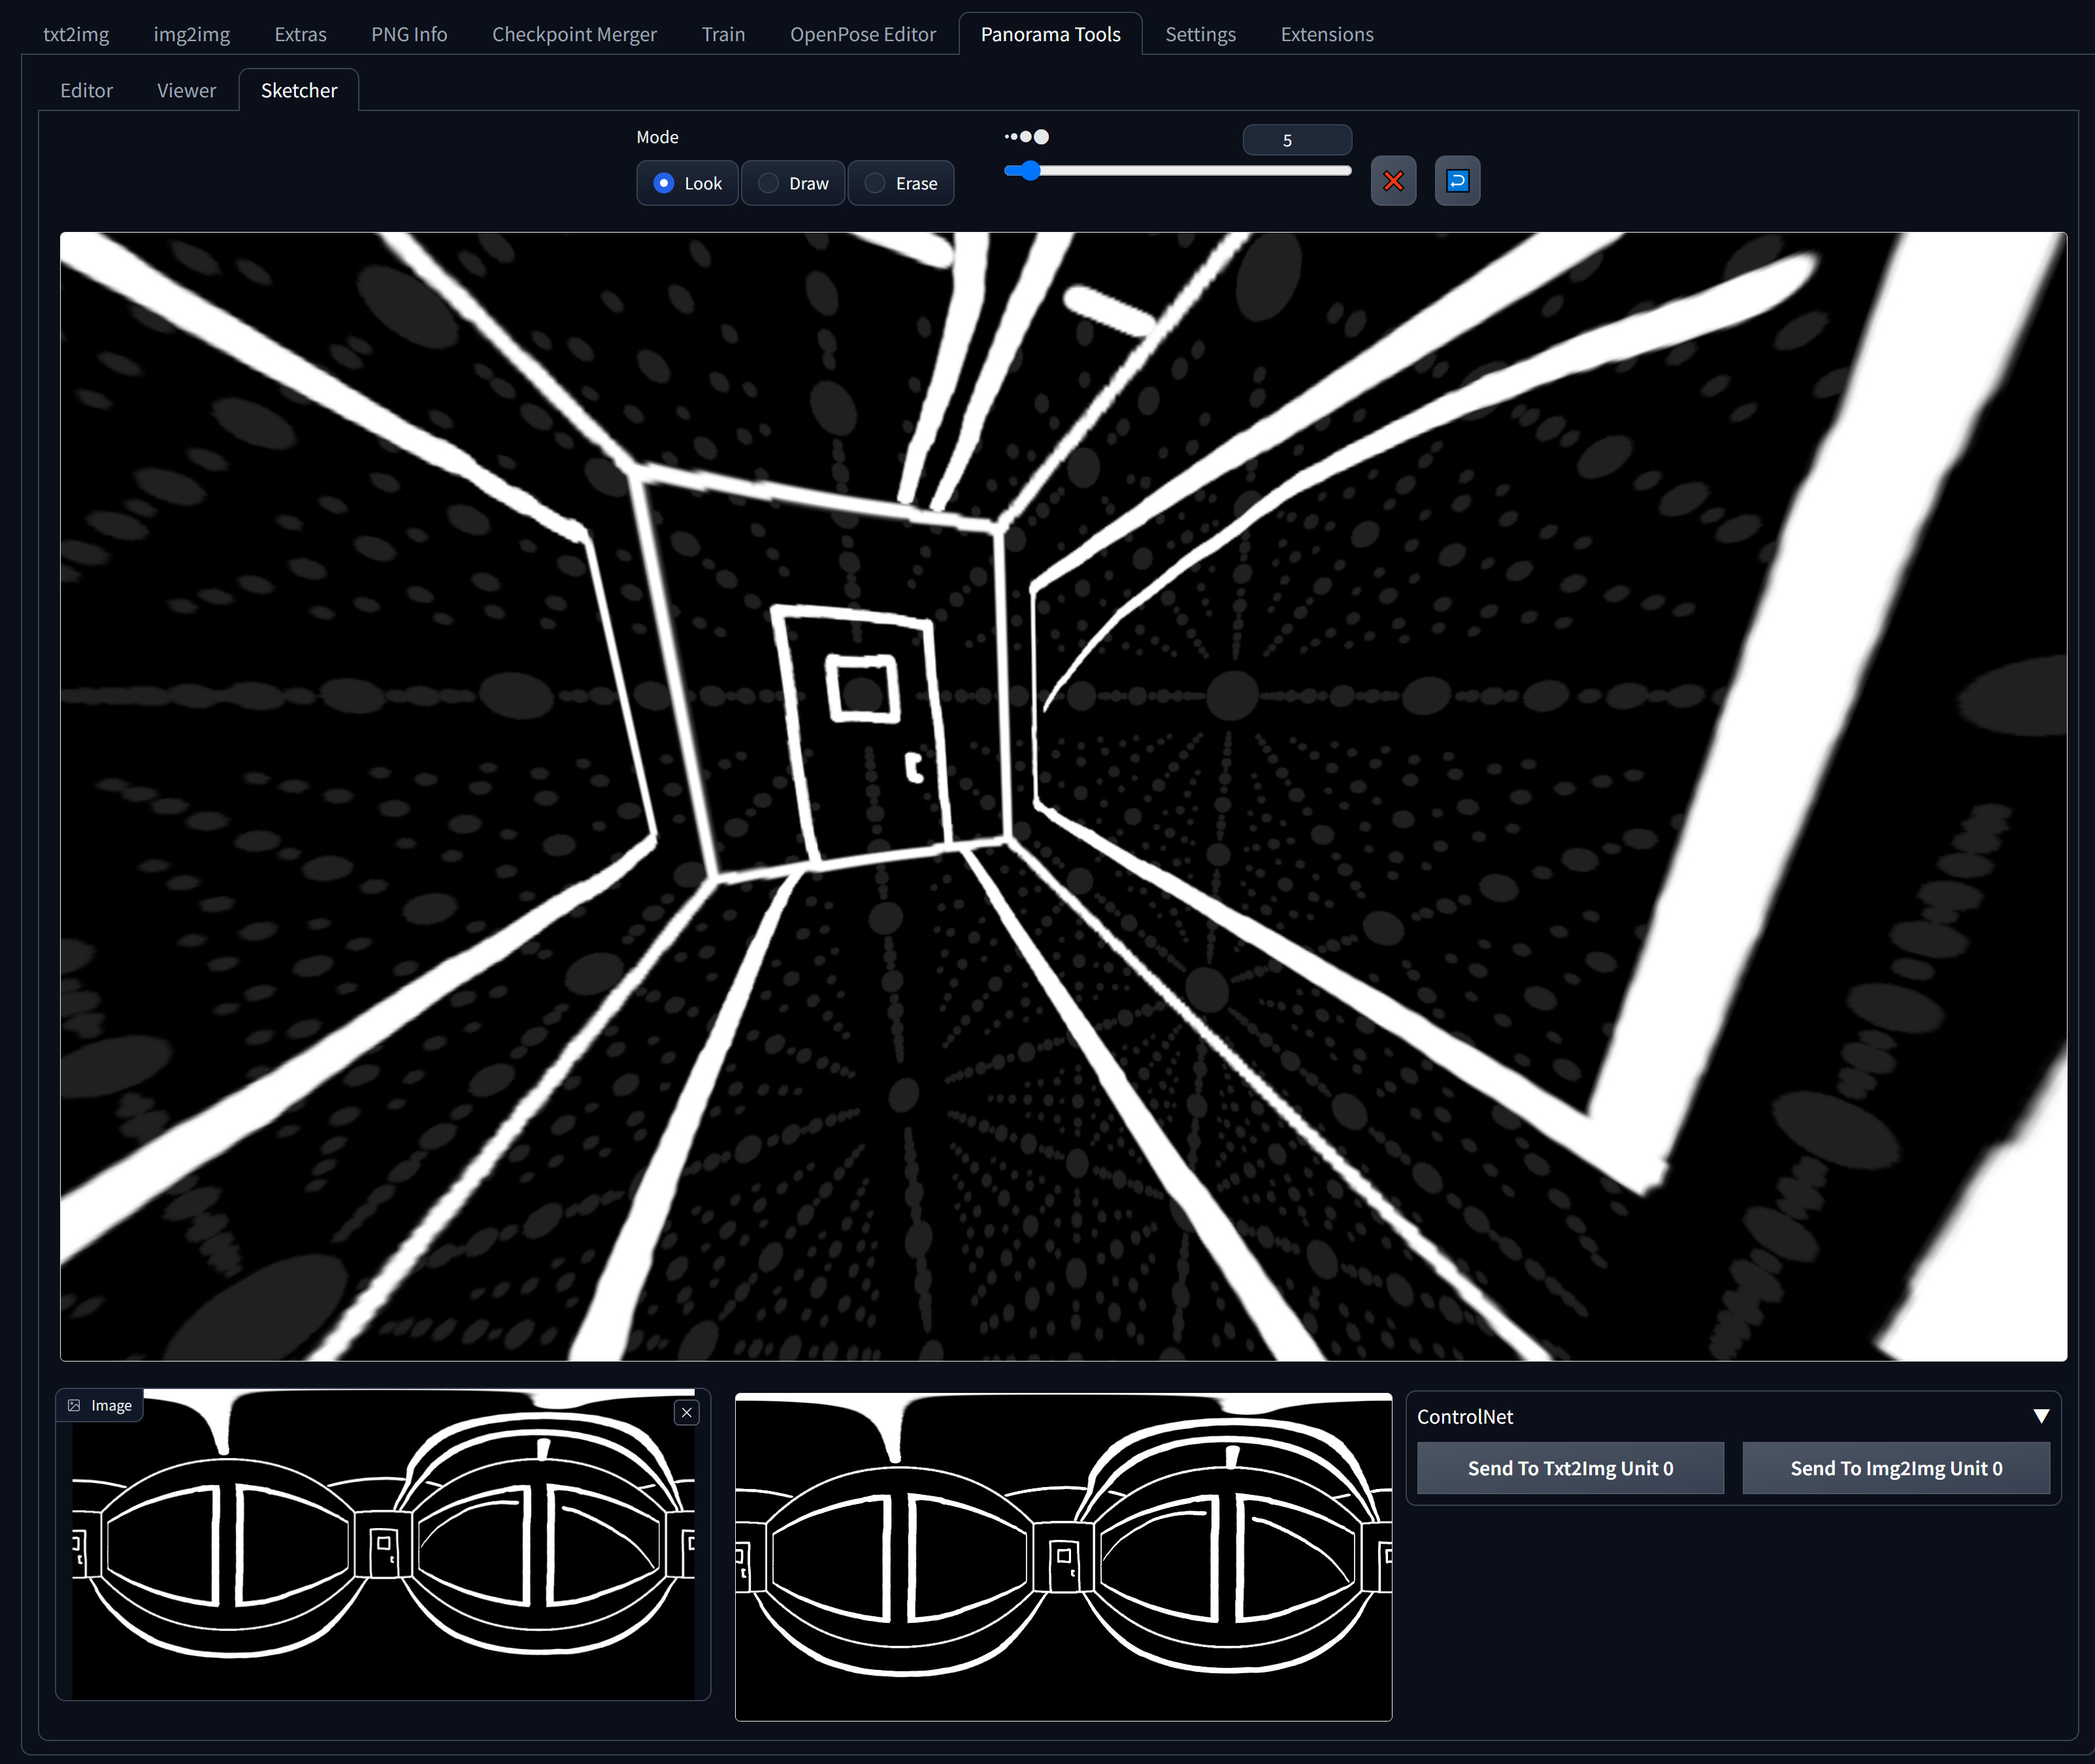 txt2img img2img Extras PNG Info Checkpoint Merger Train OpenPose Editor Panorama Tools Settings Extensions
Editor Viewer Sketcher
Mode
5
Look Draw Erase
Image
ControlNet
Send To Txt2Img Unit 0 Send To Img2Img Unit 0